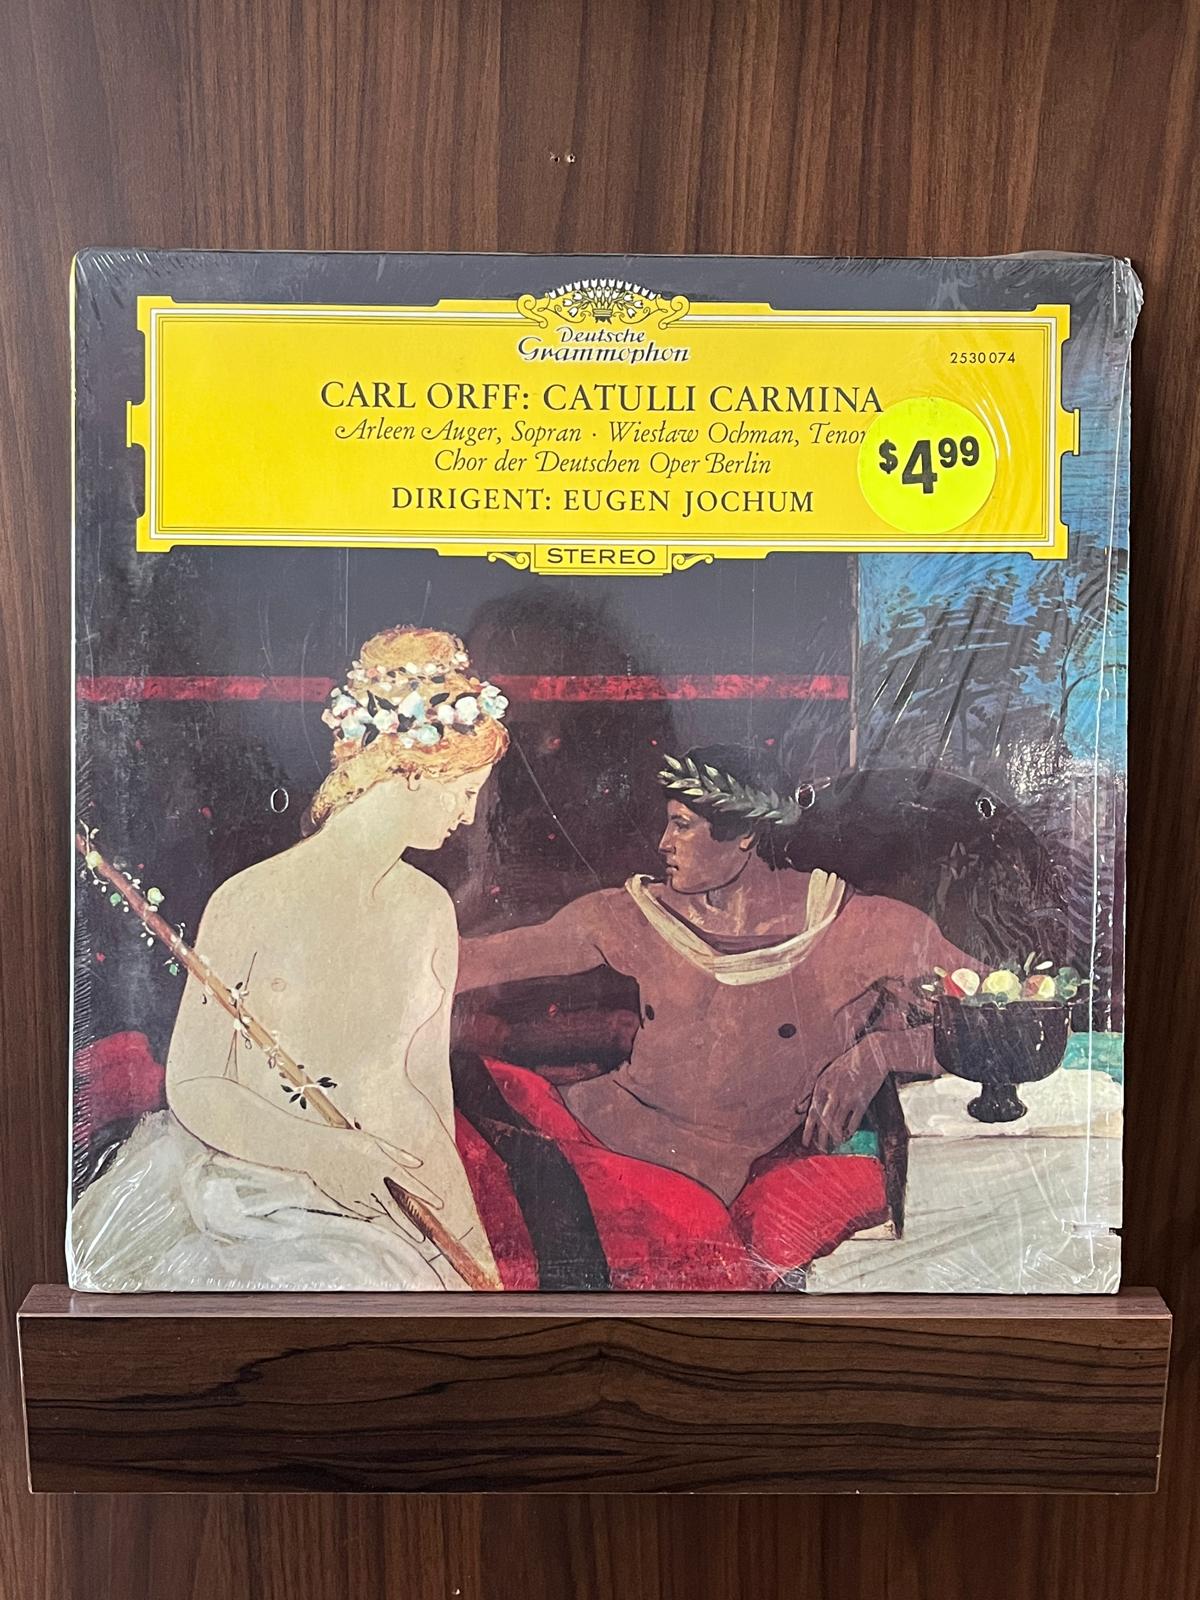 Deutsche
Grammophon
2530 074
CARL ORFF: CATULLI CARMINA
Arleen Auger, Sopran · Wiesław Ochman, Tenor
Chor der Deutschen Oper Berlin
DIRIGENT: EUGEN JOCHUM
$4.99
STEREO